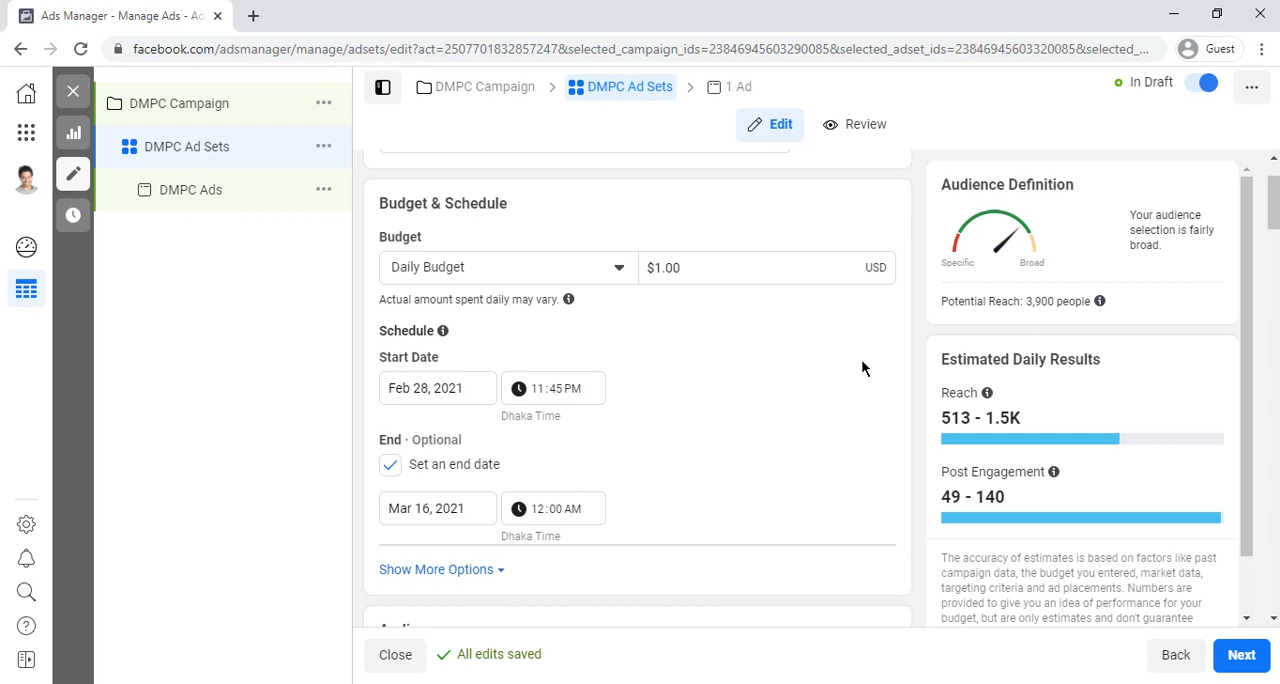 Ads Manager - Manage Ads - Ad
facebook.com/adsmanager/manage/adsets/edit?act=2507701832857247&selected_campaign_ids=23846945603290085&selected_adset_ids=23846945603320085&selected_...
Guest
DMPC Campaign
DMPC Ad Sets
DMPC Ads
DMPC Campaign
DMPC Ad Sets
1 Ad
In Draft
Edit
Review
Budget & Schedule
Budget
Daily Budget
$1.00
USD
Actual amount spent daily may vary.
Schedule
Start Date
Feb 28, 2021
11:45 PM
Dhaka Time
End · Optional
Set an end date
Mar 16, 2021
12:00 AM
Dhaka Time
Show More Options
Audience Definition
Specific
Broad
Your audience
selection is fairly
broad.
Potential Reach: 3,900 people
Estimated Daily Results
Reach
513 - 1.5K
Post Engagement
49 - 140
The accuracy of estimates is based on factors like past
campaign data, the budget you entered, market data,
targeting criteria and ad placements. Numbers are
provided to give you an idea of performance for your
budget, but are only estimates and don't guarantee
Close
All edits saved
Back
Next